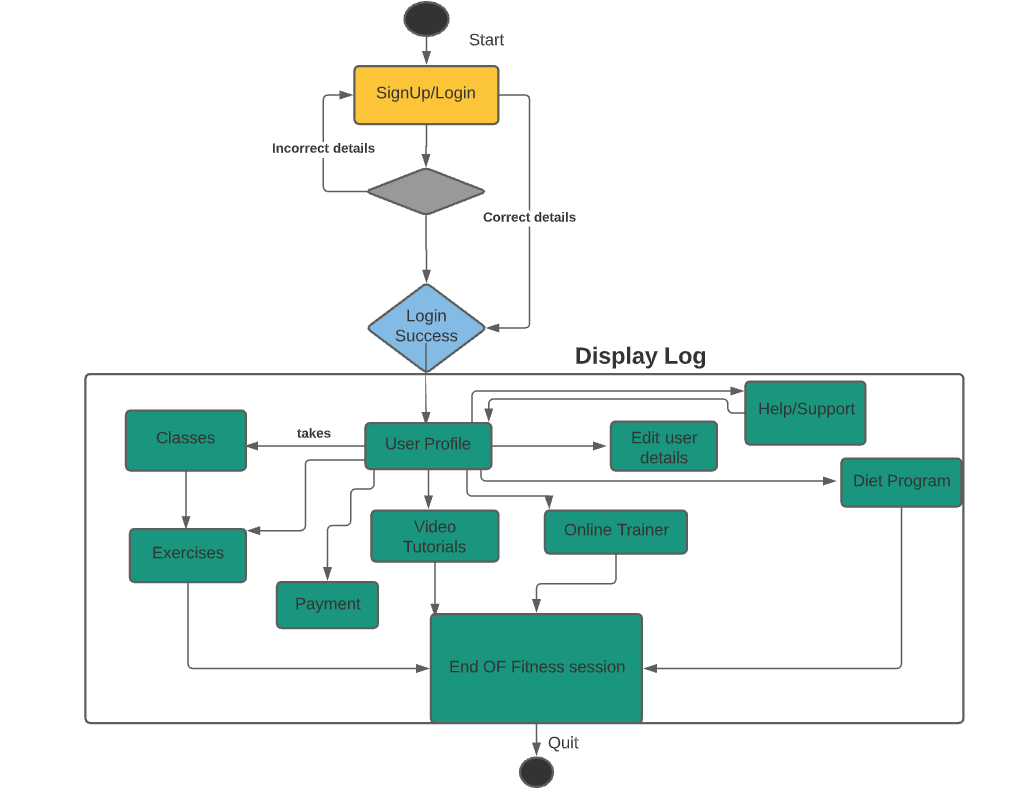 Start
SignUp/Login
Incorrect details
Correct details
Login
Success
Display Log
Help/Support
Classes
takes
User Profile
Edit user
details
Diet Program
Video
Tutorials
Online Trainer
Exercises
Payment
End OF Fitness session
Quit